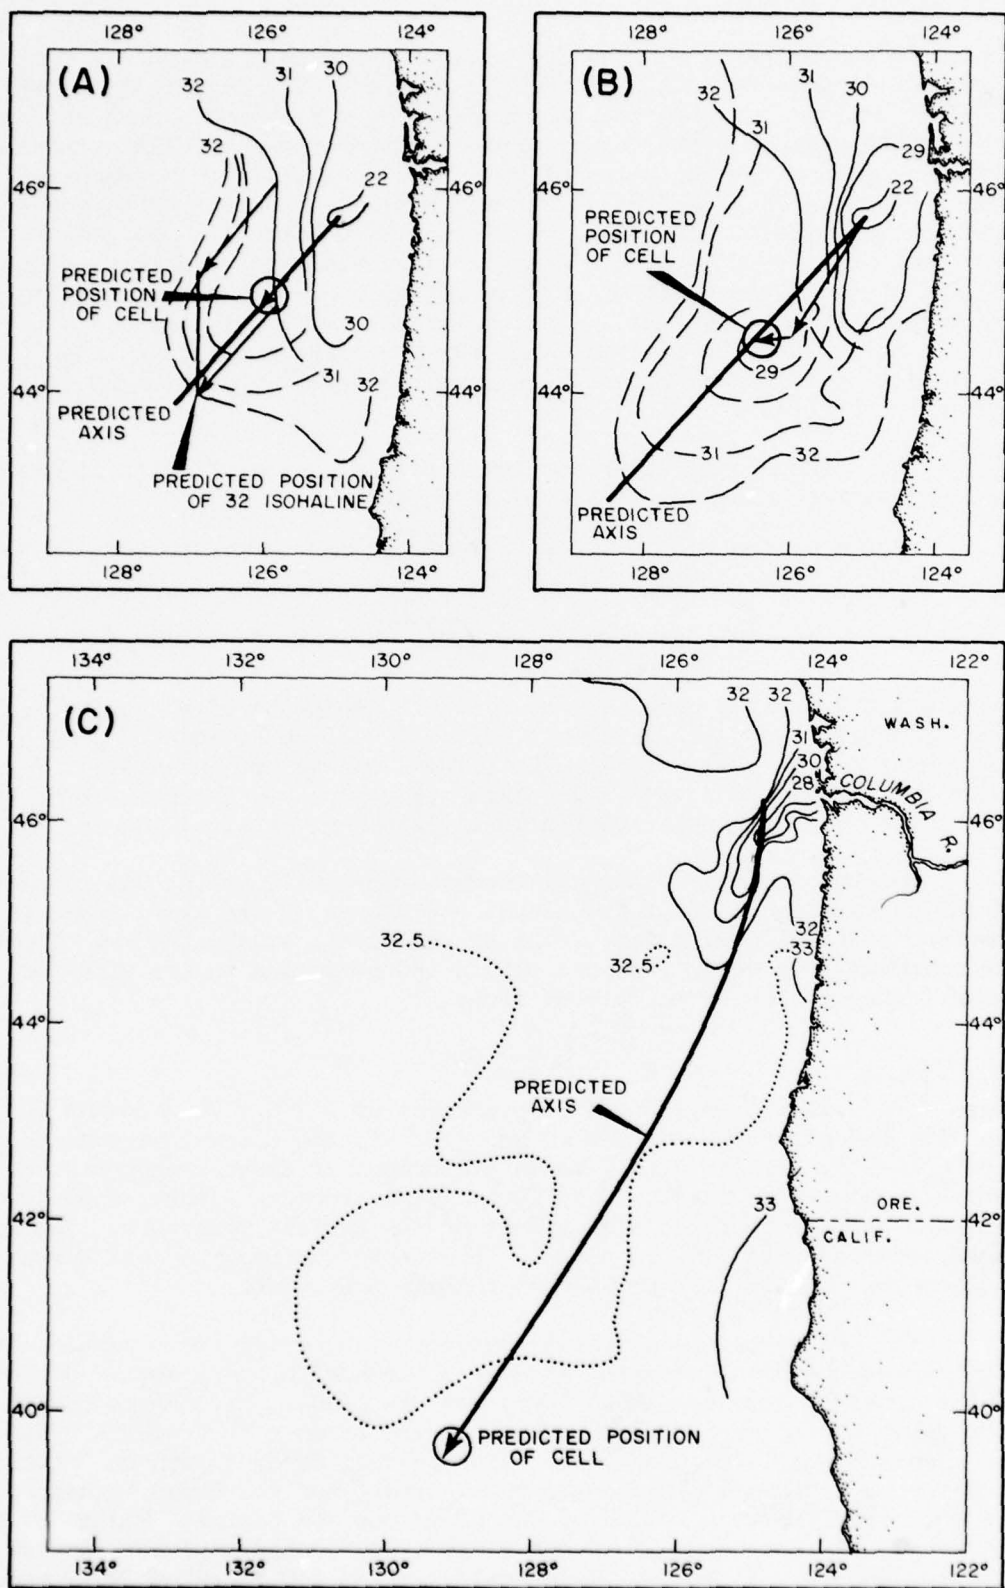 128° 126° 124°
(A)
32
31
30
32
22
46° 46°
PREDICTED
POSITION
OF CELL
30
31
32
44° 44°
PREDICTED
AXIS
PREDICTED POSITION
OF 32 ISOHALINE
128° 126° 124°
128° 126° 124°
(B)
32
31
30
31
29
22
46° 46°
PREDICTED
POSITION
OF CELL
29
44° 44°
31
32
PREDICTED
AXIS
128° 126° 124°
134° 132° 130° 128° 126° 124° 122°
(C)
32
32
WASH.
31
30
28
COLUMBIA R.
46° 46°
32.5
32.5
32
33
44° 44°
PREDICTED
AXIS
33
ORE.
42° 42°
CALIF.
40° 40°
PREDICTED POSITION
OF CELL
134° 132° 130° 128° 126° 124° 122°